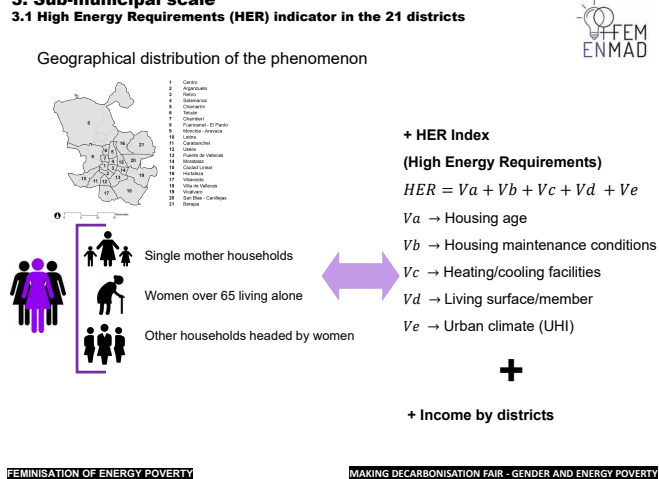 3. Sub-municipal scale
3.1 High Energy Requirements (HER) indicator in the 21 districts
FEM
ENMAD
Geographical distribution of the phenomenon
1 Centro
2 Arganzuela
3 Retiro
4 Salamanca
5 Chamartín
6 Tetuán
7 Chamberí
8 Fuencarral - El Pardo
9 Moncloa - Aravaca
10 Latina
11 Carabanchel
12 Usera
13 Puente de Vallecas
14 Moratalaz
15 Ciudad Lineal
16 Hortaleza
17 Villaverde
18 Villa de Vallecas
19 Vicálvaro
20 San Blas - Canillejas
21 Barajas
Single mother households
Women over 65 living alone
Other households headed by women
+ HER Index
(High Energy Requirements)
HER = Va + Vb + Vc + Vd + Ve
Va → Housing age
Vb → Housing maintenance conditions
Vc → Heating/cooling facilities
Vd → Living surface/member
Ve → Urban climate (UHI)
+
+ Income by districts
FEMINISATION OF ENERGY POVERTY
MAKING DECARBONISATION FAIR - GENDER AND ENERGY POVERTY